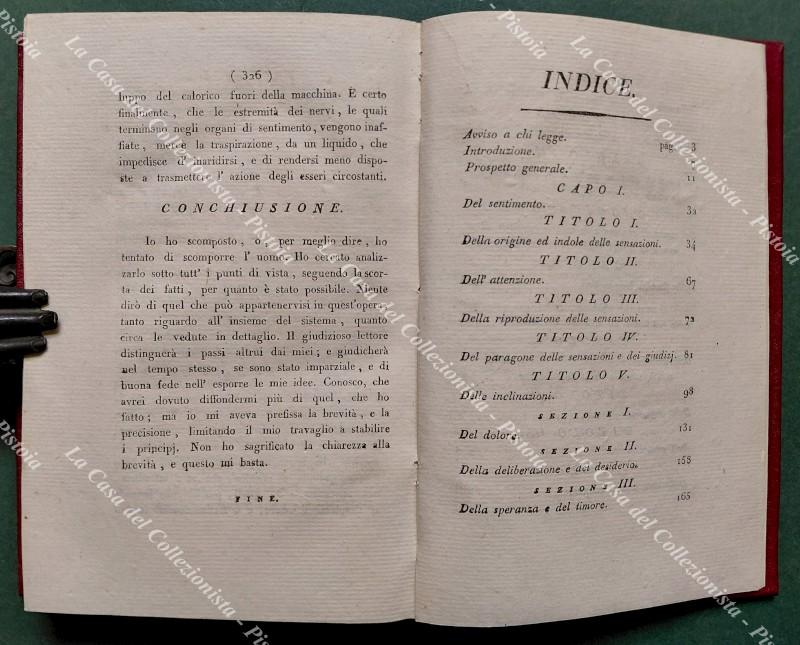 ( 326 )
luppo del calorico fuori della macchina. È certo
finalmente, che le estremità dei nervi, le quali
terminano negli organi di sentimento, vengono inaf-
fiate, mercè la traspirazione, da un liquido, che
impedisce d' inaridirsi, e di rendersi meno dispo-
ste a trasmettere l' azione degli esseri circostanti.
CONCHIUSIONE.
Io ho scomposto, o, per meglio dire, ho
tentato di scomporre l' uomo. Ho cercato analiz-
zarlo sotto tutt' i punti di vista, seguendo la scor-
ta dei fatti, per quanto è stato possibile. Niente
dirò di quel che può appartenervisi in quest'opera,
tanto riguardo all' insieme del sistema, quanto
circa le vedute in dettaglio. Il giudizioso lettore
distinguerà i passi altrui dai miei; e giudicherà
nel tempo stesso, se sono stato imparziale, e di
buona fede nell' esporre le mie idee. Conosco, che
avrei dovuto diffondermi più di quel, che ho
fatto; ma io mi aveva prefissa la brevità, e la
precisione, limitando il mio travaglio a stabilire
i principj. Non ho sagrificato la chiarezza alla
brevità, e questo mi basta.
FINE.
INDICE.
Avviso a chi legge. pag. 3
Introduzione.
Prospetto generale. 11
CAPO I.
Del sentimento. 32
TITOLO I.
Della origine ed indole delle sensazioni. 34
TITOLO II.
Dell' attenzione. 67
TITOLO III.
Della riproduzione delle sensazioni. 72
TITOLO IV.
Del paragone delle sensazioni e dei giudizj. 81
TITOLO V.
Delle inclinazioni. 98
SEZIONE I.
Del dolore. 131
SEZIONE II.
Della deliberazione e dei desiderio. 158
SEZIONE III.
Della speranza e del timore. 165
La Casa del Collezionista - Pistoia